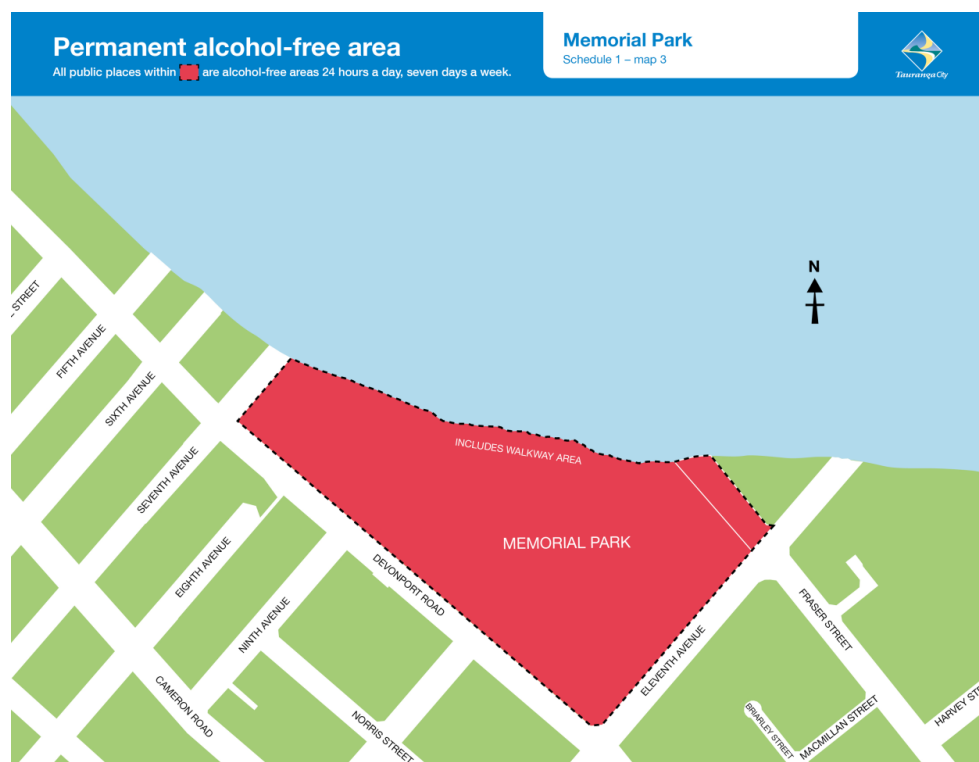 Permanent alcohol-free area
All public places within are alcohol-free areas 24 hours a day, seven days a week.
Memorial Park
Schedule 1 – map 3
Tauranga City
N
STREET
FIFTH AVENUE
SIXTH AVENUE
SEVENTH AVENUE
EIGHTH AVENUE
NINTH AVENUE
INCLUDES WALKWAY AREA
MEMORIAL PARK
DEVONPORT ROAD
CAMERON ROAD
NORRIS STREET
ELEVENTH AVENUE
FRASER STREET
BRIARLEY STREET
MACMILLAN STREET
HARVEY